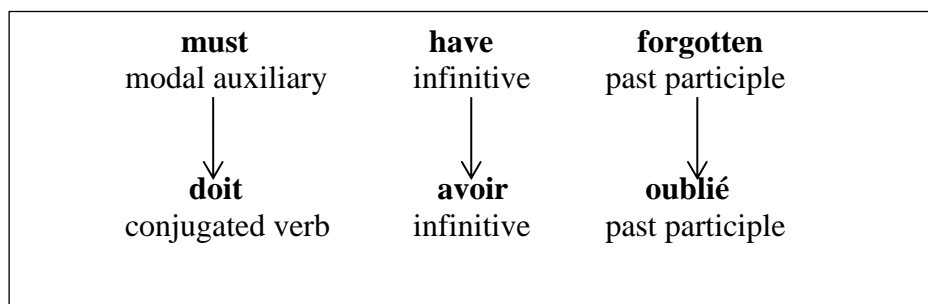 must have forgotten
modal auxiliary infinitive past participle
doit avoir oublié
conjugated verb infinitive past participle